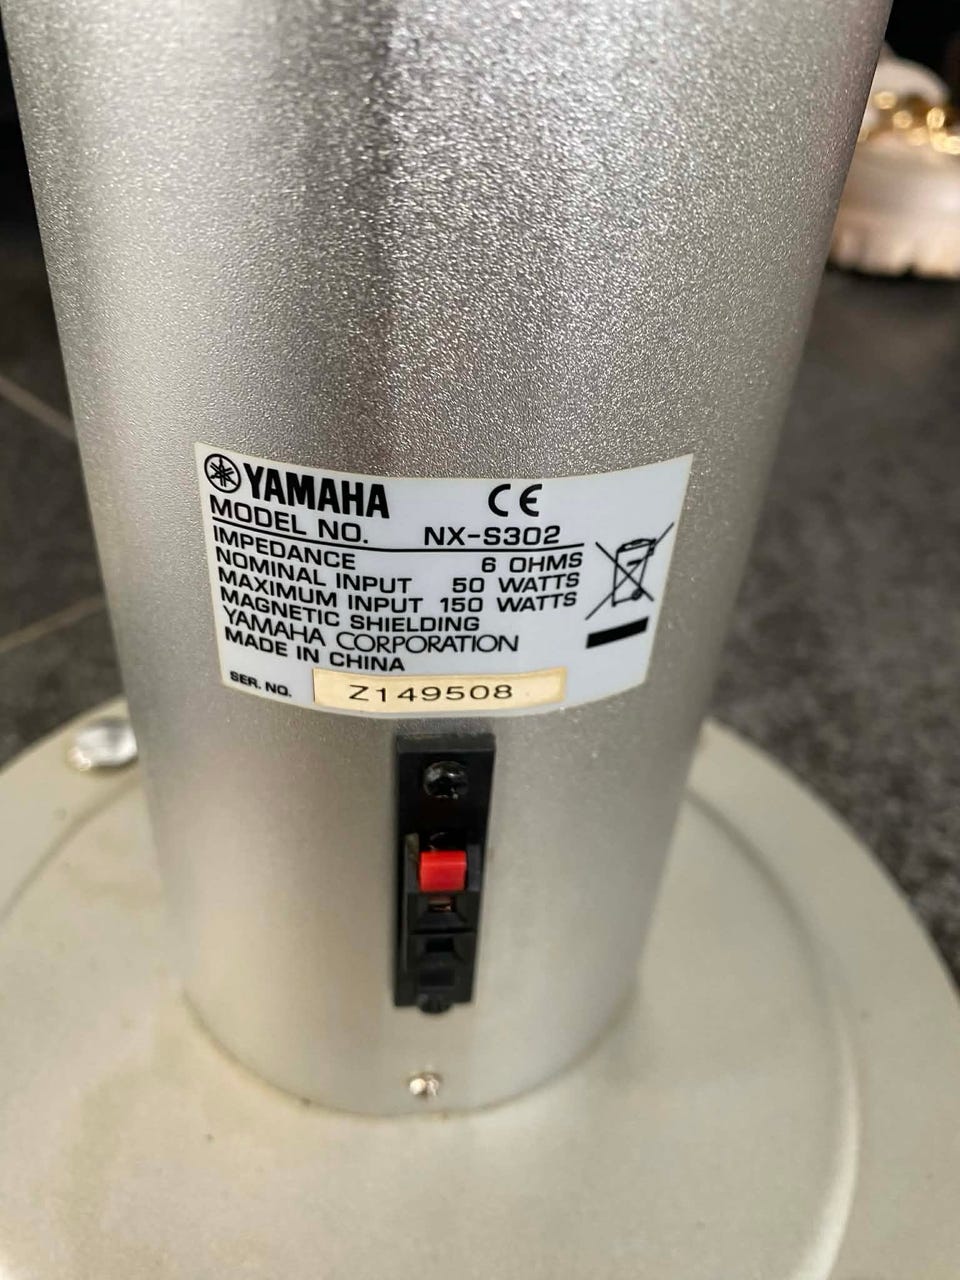 YAMAHA CE
MODEL NO. NX-S302
IMPEDANCE 6 OHMS
NOMINAL INPUT 50 WATTS
MAXIMUM INPUT 150 WATTS
MAGNETIC SHIELDING
YAMAHA CORPORATION
MADE IN CHINA
SER. NO. Z149508